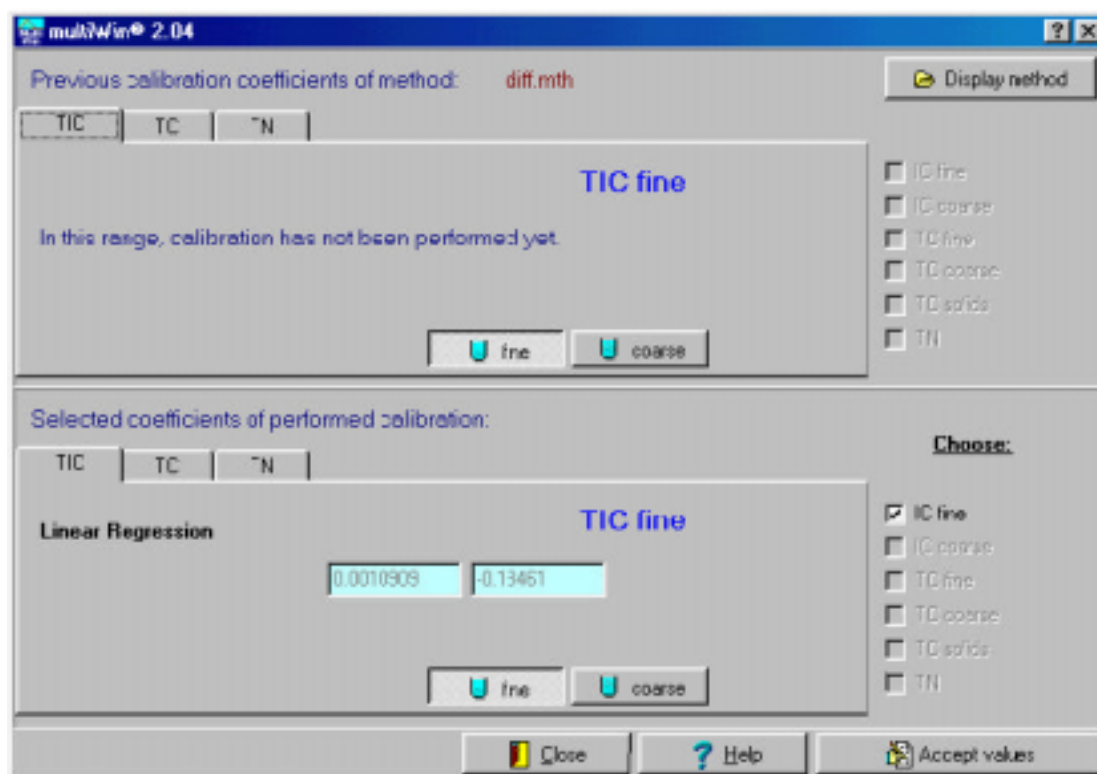 multiWin® 2.04
Previous calibration coefficients of method: diff.mth
Display method
TIC TC TN
TIC fine
In this range, calibration has not been performed yet.
fine coarse
IC fine
IC coarse
TC fine
TC coarse
TC solids
TN
Selected coefficients of performed calibration:
Choose:
TIC TC TN
TIC fine
Linear Regression
0.0010909 -0.13461
fine coarse
IC fine
IC coarse
TC fine
TC coarse
TC solids
TN
Close Help Accept values